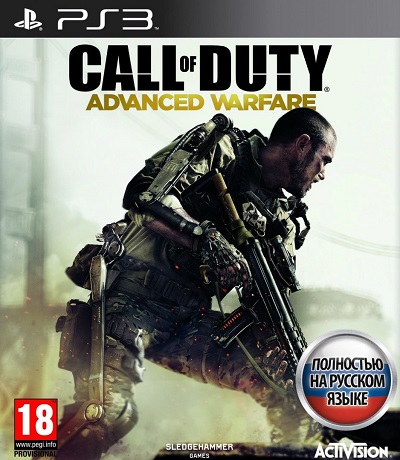 PS3
CALL OF DUTY
ADVANCED WARFARE
ПОЛНОСТЬЮ
НА РУССКОМ
ЯЗЫКЕ
18
www.pegi.info
PROVISIONAL
SLEDGEHAMMER
GAMES
ACTIVISION